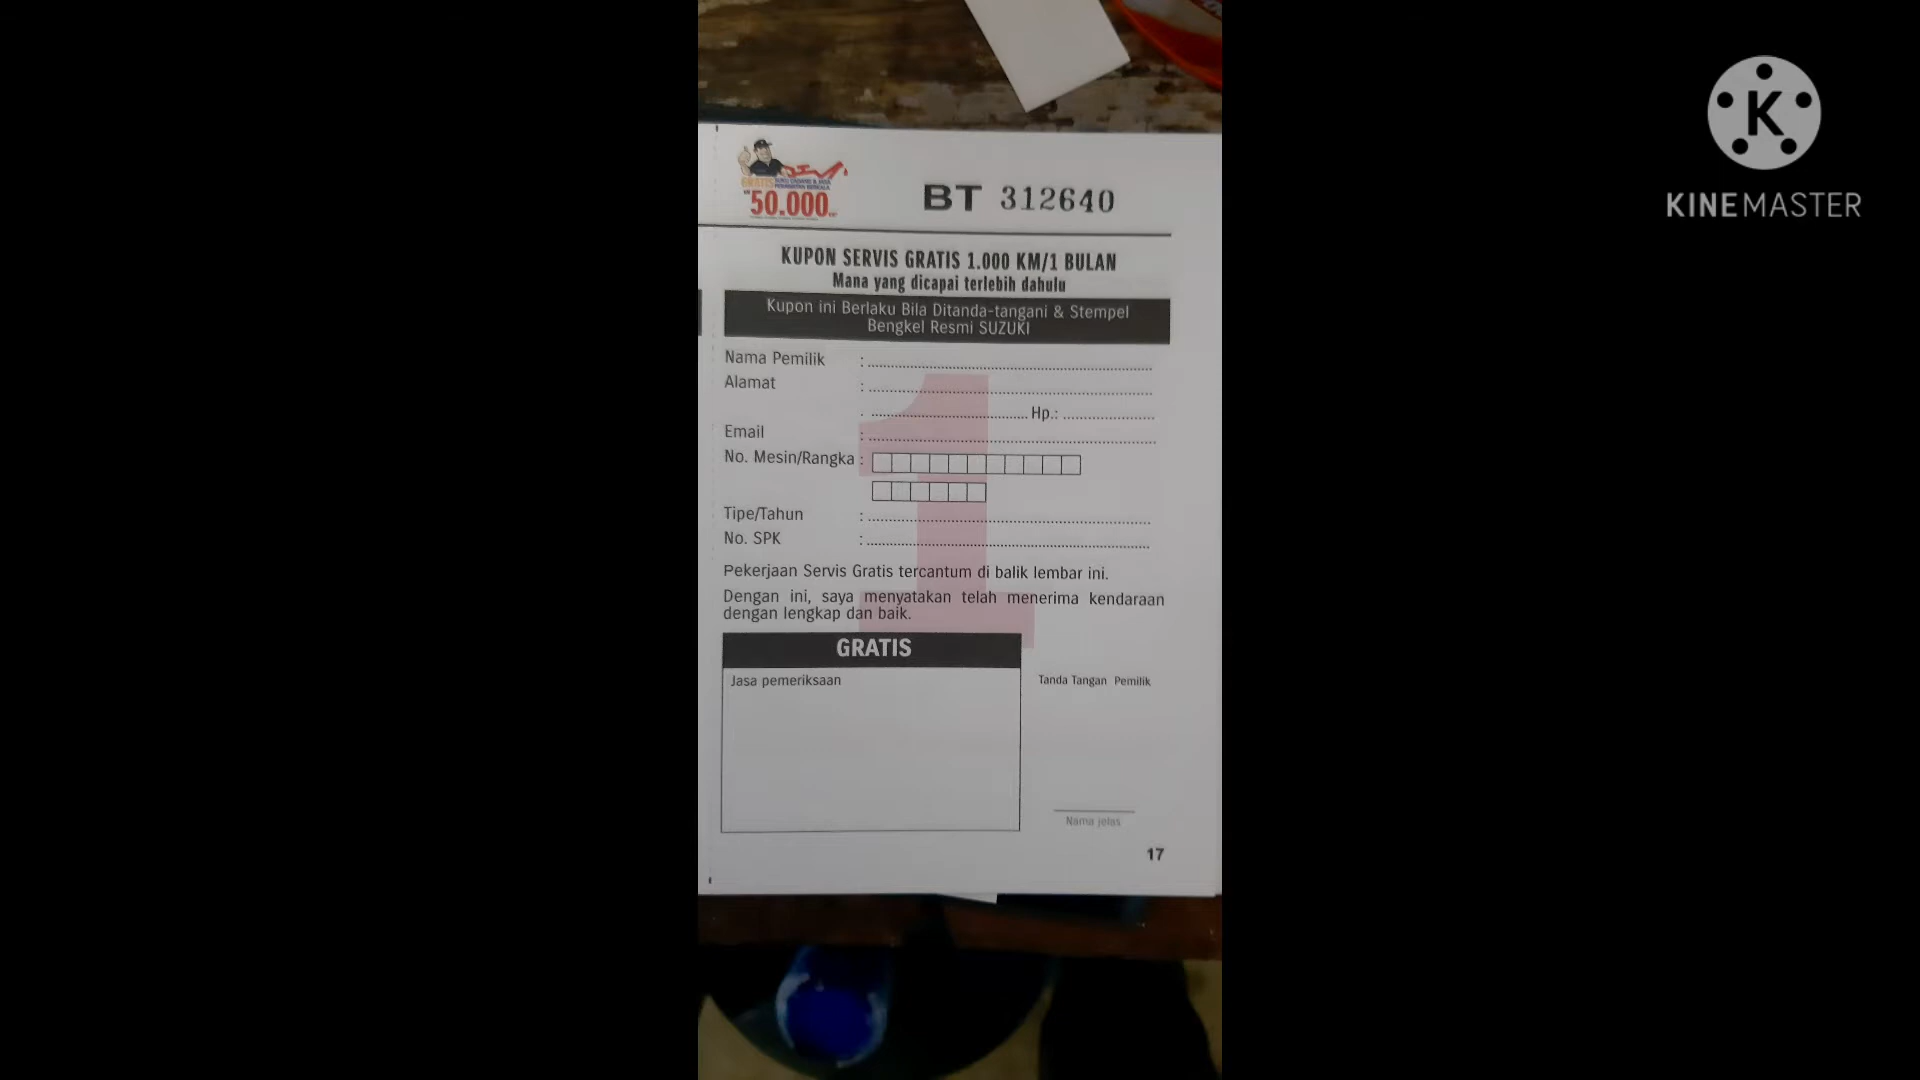 KINEMASTER
GRATIS
50.000
BT 312640
KUPON SERVIS GRATIS 1.000 KM/1 BULAN
Mana yang dicapai terlebih dahulu
Kupon ini Berlaku Bila Ditanda-tangani & Stempel
Bengkel Resmi SUZUKI
Nama Pemilik :
Alamat :
Hp.:
Email :
No. Mesin/Rangka :
Tipe/Tahun :
No. SPK :
Pekerjaan Servis Gratis tercantum di balik lembar ini.
Dengan ini, saya menyatakan telah menerima kendaraan
dengan lengkap dan baik.
1
GRATIS
Jasa pemeriksaan
Tanda Tangan Pemilik
Nama jelas
17